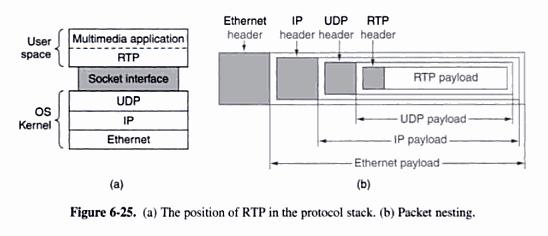 User
space
Multimedia application
RTP
Socket interface
OS
Kernel
UDP
IP
Ethernet
(a)
Ethernet
header
IP
header
UDP
header
RTP
header
RTP payload
UDP payload
IP payload
Ethernet payload
(b)
Figure 6-25. (a) The position of RTP in the protocol stack. (b) Packet nesting.